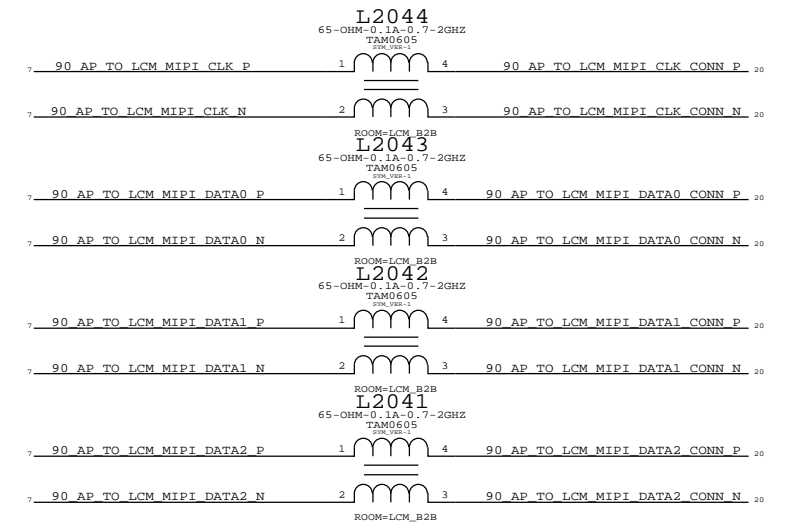 L2044
65-OHM-0.1A-0.7-2GHZ
TAM0605
SYM_VER-1
7 90_AP_TO_LCM_MIPI_CLK_P 1 4 90_AP_TO_LCM_MIPI_CLK_CONN_P 20
7 90_AP_TO_LCM_MIPI_CLK_N 2 3 90_AP_TO_LCM_MIPI_CLK_CONN_N 20
ROOM=LCM_B2B
L2043
65-OHM-0.1A-0.7-2GHZ
TAM0605
SYM_VER-1
7 90_AP_TO_LCM_MIPI_DATA0_P 1 4 90_AP_TO_LCM_MIPI_DATA0_CONN_P 20
7 90_AP_TO_LCM_MIPI_DATA0_N 2 3 90_AP_TO_LCM_MIPI_DATA0_CONN_N 20
ROOM=LCM_B2B
L2042
65-OHM-0.1A-0.7-2GHZ
TAM0605
SYM_VER-1
7 90_AP_TO_LCM_MIPI_DATA1_P 1 4 90_AP_TO_LCM_MIPI_DATA1_CONN_P 20
7 90_AP_TO_LCM_MIPI_DATA1_N 2 3 90_AP_TO_LCM_MIPI_DATA1_CONN_N 20
ROOM=LCM_B2B
L2041
65-OHM-0.1A-0.7-2GHZ
TAM0605
SYM_VER-1
7 90_AP_TO_LCM_MIPI_DATA2_P 1 4 90_AP_TO_LCM_MIPI_DATA2_CONN_P 20
7 90_AP_TO_LCM_MIPI_DATA2_N 2 3 90_AP_TO_LCM_MIPI_DATA2_CONN_N 20
ROOM=LCM_B2B